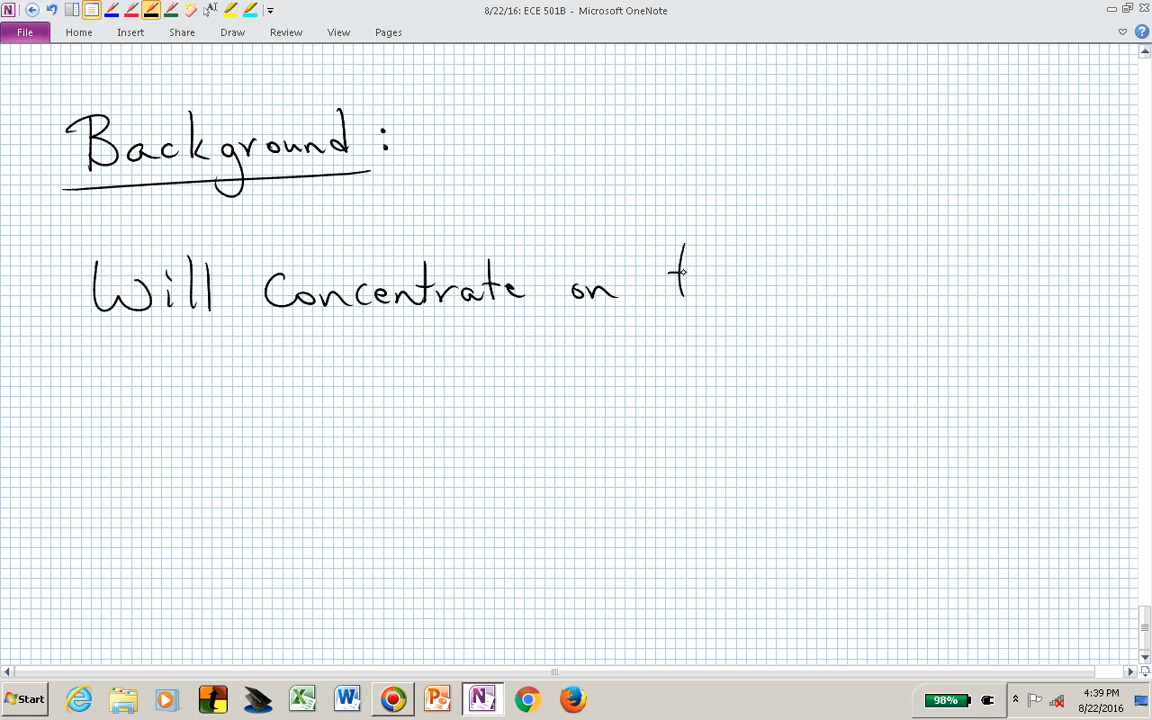 8/22/16: ECE 501B - Microsoft OneNote
File Home Insert Share Draw Review View Pages
Background:
Will Concentrate on t
Start
98%
4:39 PM
8/22/2016